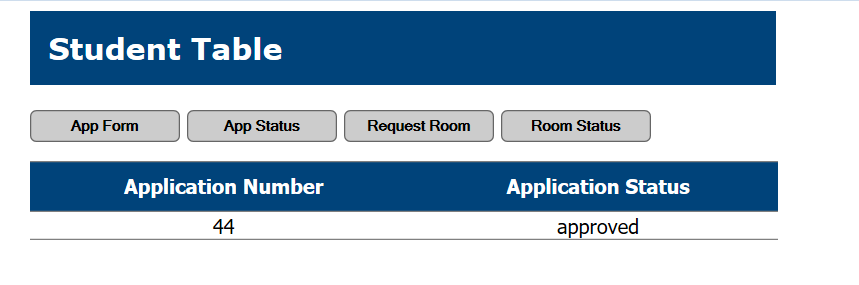 Student Table
App Form App Status Request Room Room Status
Application Number Application Status
44 approved